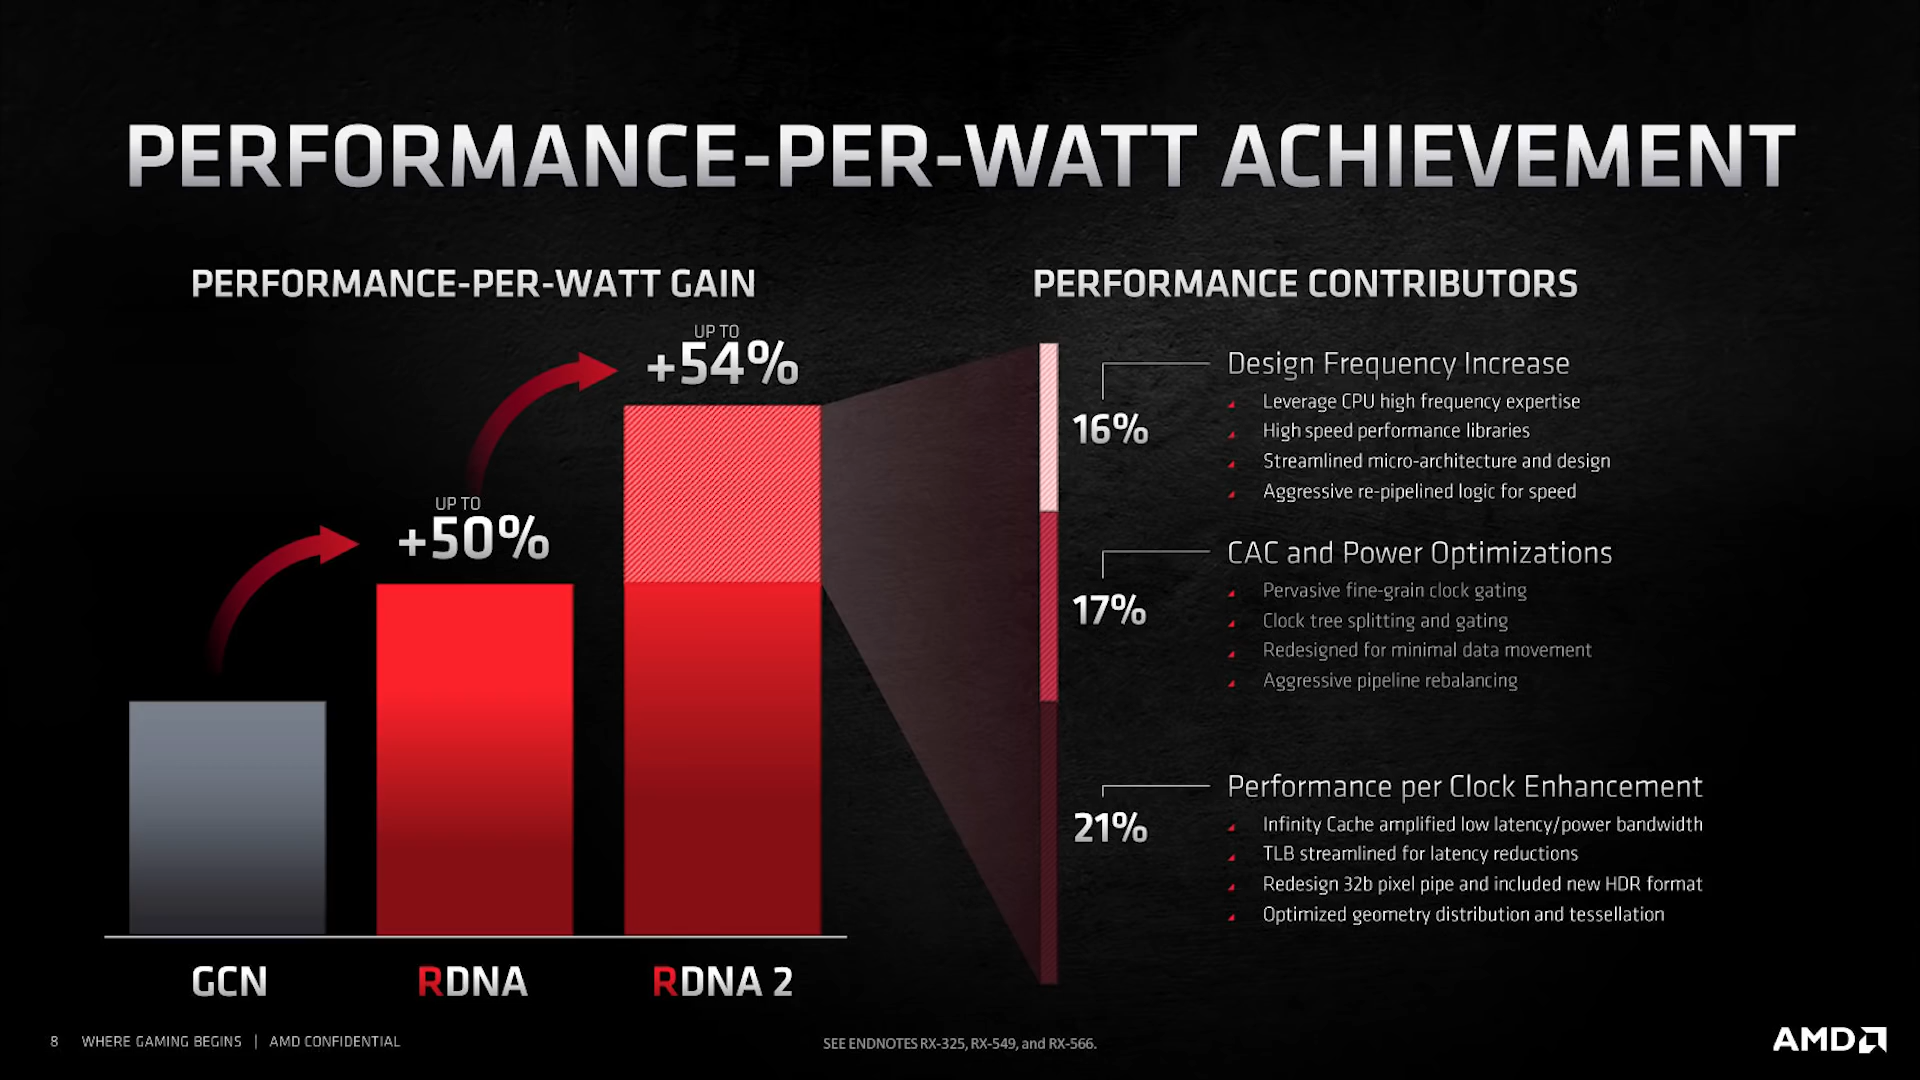 PERFORMANCE-PER-WATT ACHIEVEMENT
PERFORMANCE-PER-WATT GAIN
UP TO
+54%
UP TO
+50%
GCN
RDNA
RDNA 2
PERFORMANCE CONTRIBUTORS
16%
Design Frequency Increase
Leverage CPU high frequency expertise
High speed performance libraries
Streamlined micro-architecture and design
Aggressive re-pipelined logic for speed
17%
CAC and Power Optimizations
Pervasive fine-grain clock gating
Clock tree splitting and gating
Redesigned for minimal data movement
Aggressive pipeline rebalancing
21%
Performance per Clock Enhancement
Infinity Cache amplified low latency/power bandwidth
TLB streamlined for latency reductions
Redesign 32b pixel pipe and included new HDR format
Optimized geometry distribution and tessellation
8 WHERE GAMING BEGINS | AMD CONFIDENTIAL
SEE ENDNOTES RX-325, RX-549, and RX-566.
AMD